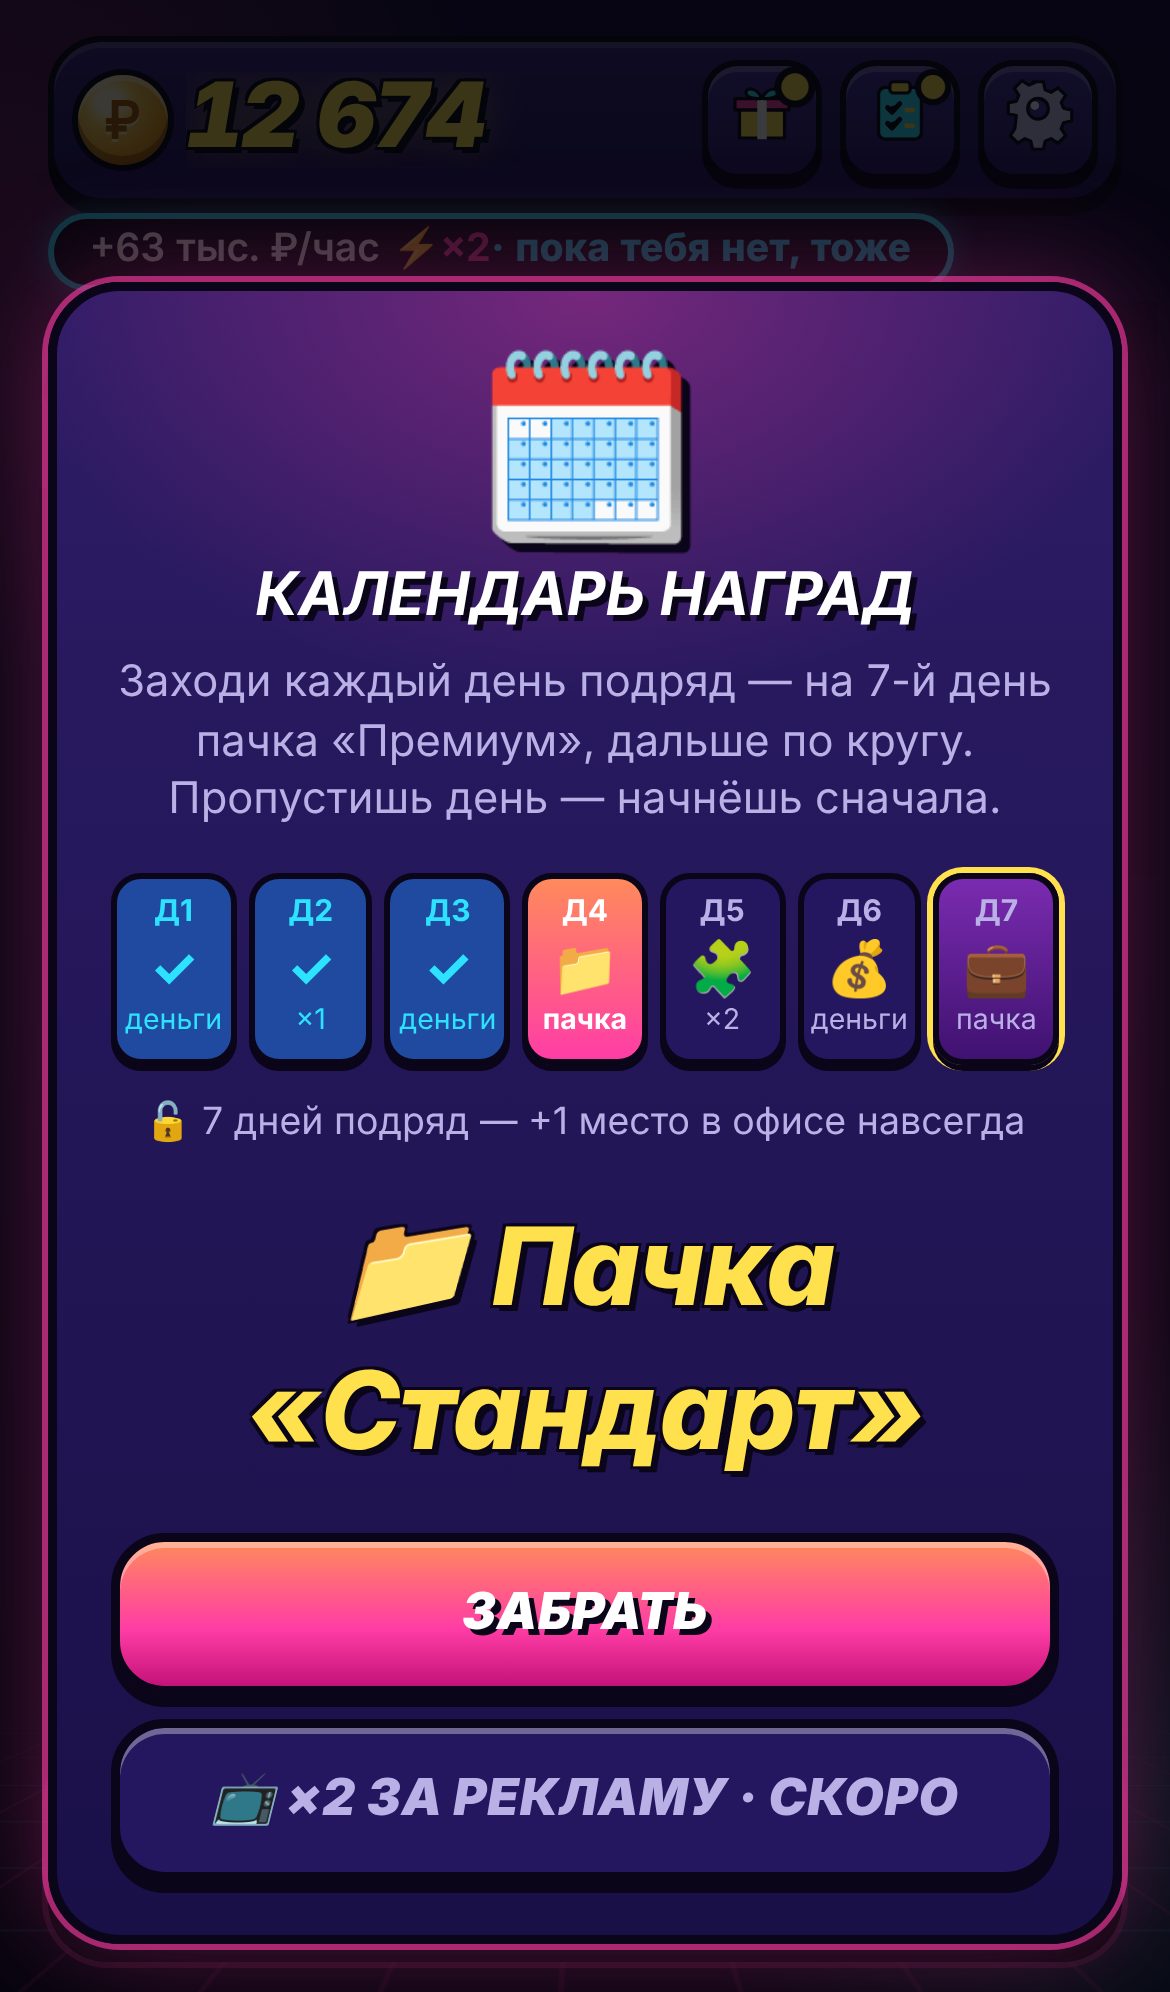 ₽ 12 674
+63 тыс. ₽/час ⚡×2 · пока тебя нет, тоже
КАЛЕНДАРЬ НАГРАД
Заходи каждый день подряд — на 7-й день
пачка «Премиум», дальше по кругу.
Пропустишь день — начнёшь сначала.
Д1 Д2 Д3 Д4 Д5 Д6 Д7
деньги ×1 деньги пачка ×2 деньги пачка
7 дней подряд — +1 место в офисе навсегда
Пачка
«Стандарт»
ЗАБРАТЬ
×2 ЗА РЕКЛАМУ · СКОРО